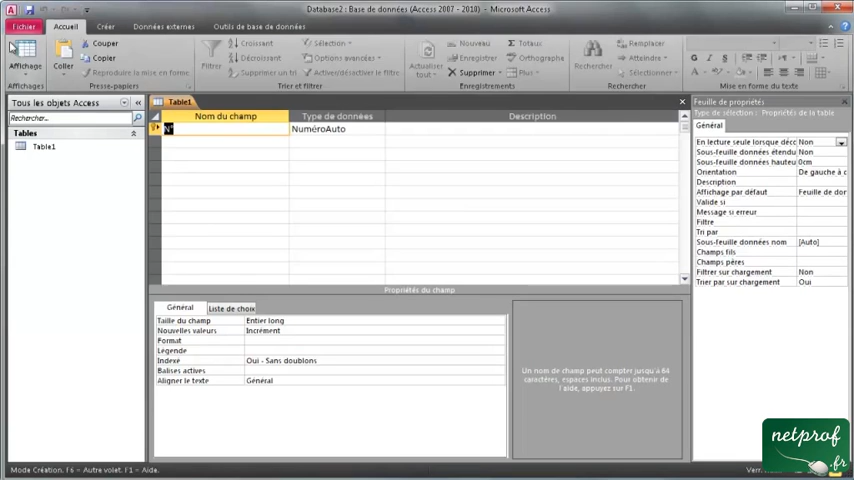 Database2 : Base de données (Access 2007 - 2010) - Microsoft Access
Fichier Accueil Créer Données externes Outils de base de données
Affichage
Affichages
Coller
Couper
Copier
Reproduire la mise en forme
Presse-papiers
Filtrer
Croissant
Décroissant
Supprimer un tri
Sélection
Options avancées
Activer/désactiver le filtre
Trier et filtrer
Actualiser tout
Nouveau
Enregistrer
Supprimer
Totaux
Orthographe
Plus
Enregistrements
Rechercher
Remplacer
Atteindre
Sélectionner
Rechercher
G I S
Mise en forme du texte
Tous les objets Access
Rechercher...
Tables
Table1
Table1
Nom du champ Type de données Description
N° NuméroAuto
Propriétés du champ
Général Liste de choix
Taille du champ Entier long
Nouvelles valeurs Incrément
Format
Légende
Indexé Oui - Sans doublons
Balises actives
Aligner le texte Général
Un nom de champ peut compter jusqu'à 64
caractères, espaces inclus. Pour obtenir de
l'aide, appuyez sur F1.
Feuille de propriétés
Type de sélection : Propriétés de la table
Général
En lecture seule lorsque déco Non
Sous-feuille données étendu Non
Sous-feuille données hauteu 0cm
Orientation De gauche à d
Description
Affichage par défaut Feuille de don
Valide si
Message si erreur
Filtre
Tri par
Sous-feuille données nom [Auto]
Champs fils
Champs pères
Filtrer sur chargement Non
Trier par sur chargement Oui
Mode Création. F6 = Autre volet. F1 = Aide.
Verr.
netprof
.fr